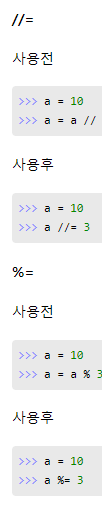 //=
사용전
>>> a = 10
>>> a = a //
사용후
>>> a = 10
>>> a //= 3
%=
사용전
>>> a = 10
>>> a = a % 3
사용후
>>> a = 10
>>> a %= 3